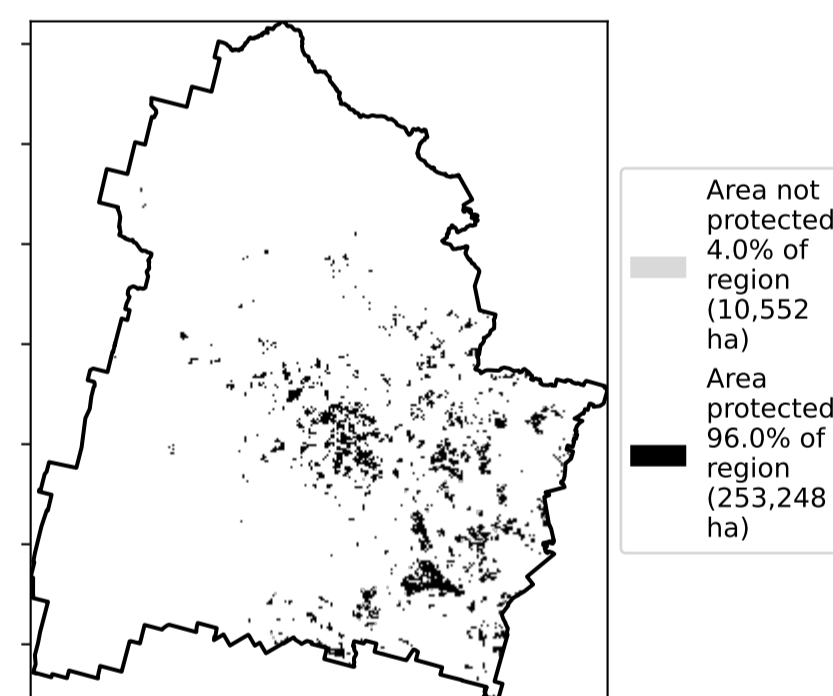 Area not
protected
4.0% of
region
(10,552
ha)
Area
protected
96.0% of
region
(253,248
ha)